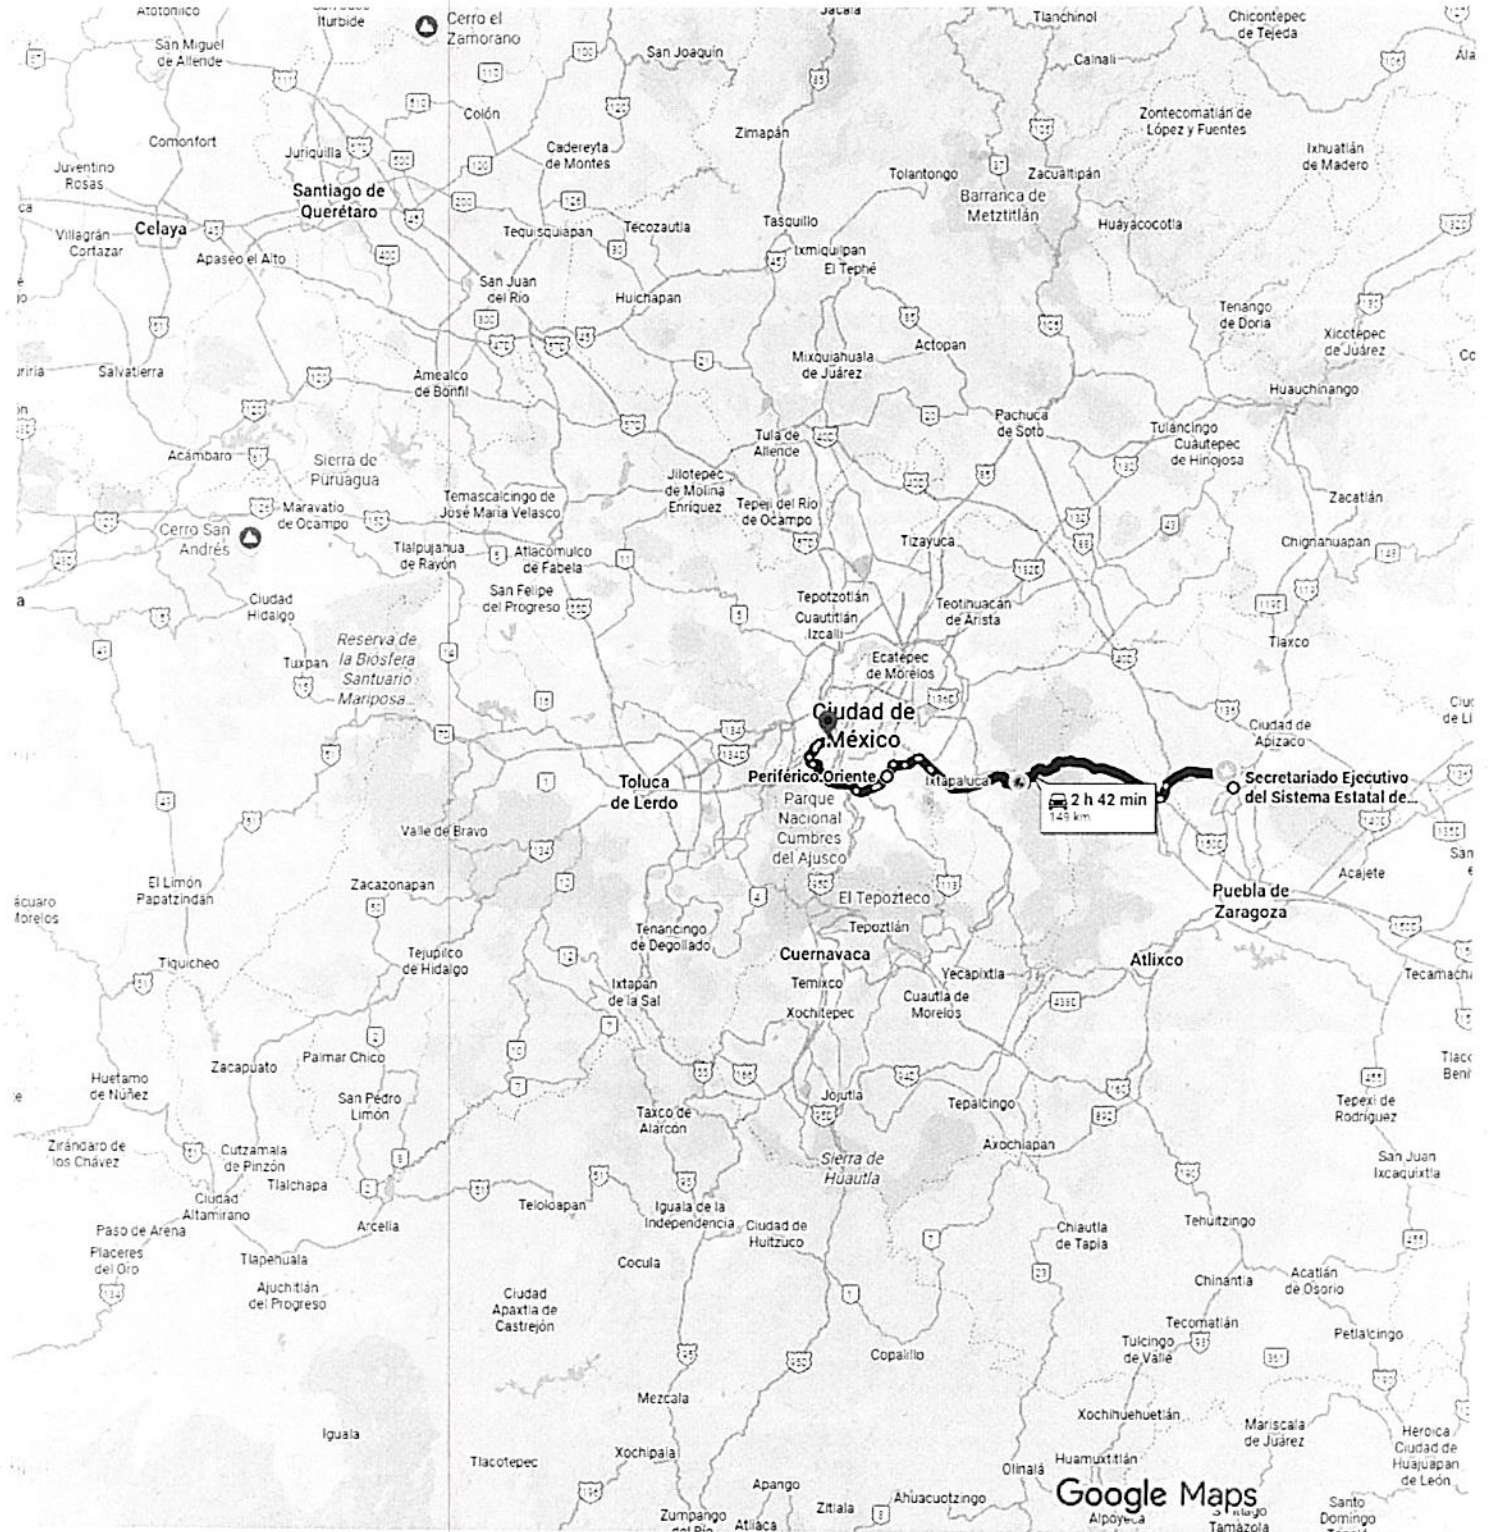 Atotonilco
Iturbide
Cerro el
Zamorano
Jacala
Tlanchinol
Chicontepec
de Tejeda
San Miguel
de Allende
San Joaquín
Calnali
Colón
Zontecomatlán de
López y Fuentes
Comonfort
Juriquilla
Cadereyta
de Montes
Zimapán
Ixhuatlán
de Madero
Juventino
Rosas
Santiago de
Querétaro
Tolantongo
Zacualtipán
Barranca de
Metztitlán
Celaya
Villagrán
Cortazar
Apaseo el Alto
Tequisquiapan
Tecozautla
Tasquillo
Huayacocotla
Ixmiquilpan
El Tephé
San Juan
del Río
Huichapan
Tenango
de Doria
Xicotepec
de Juárez
Salvatierra
Amealco
de Bonfil
Mixquiahuala
de Juárez
Actopan
Huauchinango
Pachuca
de Soto
Tulancingo
Cuautepec
de Hinojosa
Tula de
Allende
Acámbaro
Sierra de
Puruagua
Jilotepec
de Molina
Enríquez
Tepeji del Río
de Ocampo
Zacatlán
Maravatío
de Ocampo
Temascalcingo de
José María Velasco
Cerro San
Andrés
Tlalpujahua
de Rayón
Atlacomulco
de Fabela
Tizayuca
Chignahuapan
Ciudad
Hidalgo
San Felipe
del Progreso
Tepotzotlán
Cuautitlán
Izcalli
Teotihuacán
de Arista
Tlaxco
Reserva de
la Biósfera
Santuario
Mariposa...
Tuxpan
Ecatepec
de Morelos
Ciudad de
México
Ciudad de
Apizaco
Toluca
de Lerdo
Periférico Oriente
Ixtapaluca
2 h 42 min
149 km
Secretariado Ejecutivo
del Sistema Estatal de...
Parque
Nacional
Cumbres
del Ajusco
Valle de Bravo
El Limón
Papatzindán
Zacazonapan
El Tepozteco
Puebla de
Zaragoza
Acajete
Tenancingo
de Degollado
Tepoztlán
Cuernavaca
Atlixco
Tiquicheo
Tejupilco
de Hidalgo
Ixtapan
de la Sal
Temixco
Yecapixtla
Cuautla de
Morelos
Xochitepec
Zacapuato
Palmar Chico
Huetamo
de Núñez
San Pedro
Limón
Taxco de
Alarcón
Jojutla
Tepalcingo
Tepexi de
Rodríguez
Zirándaro de
los Chávez
Cutzamala
de Pinzón
Tlalchapa
Axochiapan
Sierra de
Huautla
San Juan
Ixcaquixtla
Ciudad
Altamirano
Teloloapan
Iguala de la
Independencia
Paso de Arena
Arcelia
Ciudad de
Huitzuco
Chiautla
de Tapia
Tehuitzingo
Placeres
del Oro
Tlapehuala
Cocula
Ajuchitlán
del Progreso
Ciudad
Apaxtla de
Castrejón
Chinantla
Acatlán
de Osorio
Tecomatlán
Tulcingo
de Valle
Petlalcingo
Copalillo
Mezcala
Xochihuehuetlán
Mariscala
de Juárez
Iguala
Tlacotepec
Xochipala
Olinalá
Huamuxtitlán
Heroica
Ciudad de
Huajuapan
de León
Google Maps
Apango
Zitlala
Ahuacuotzingo
Alpoyeca
Tamazola
Santo
Domingo
Zumpango
del Río
Atliaca